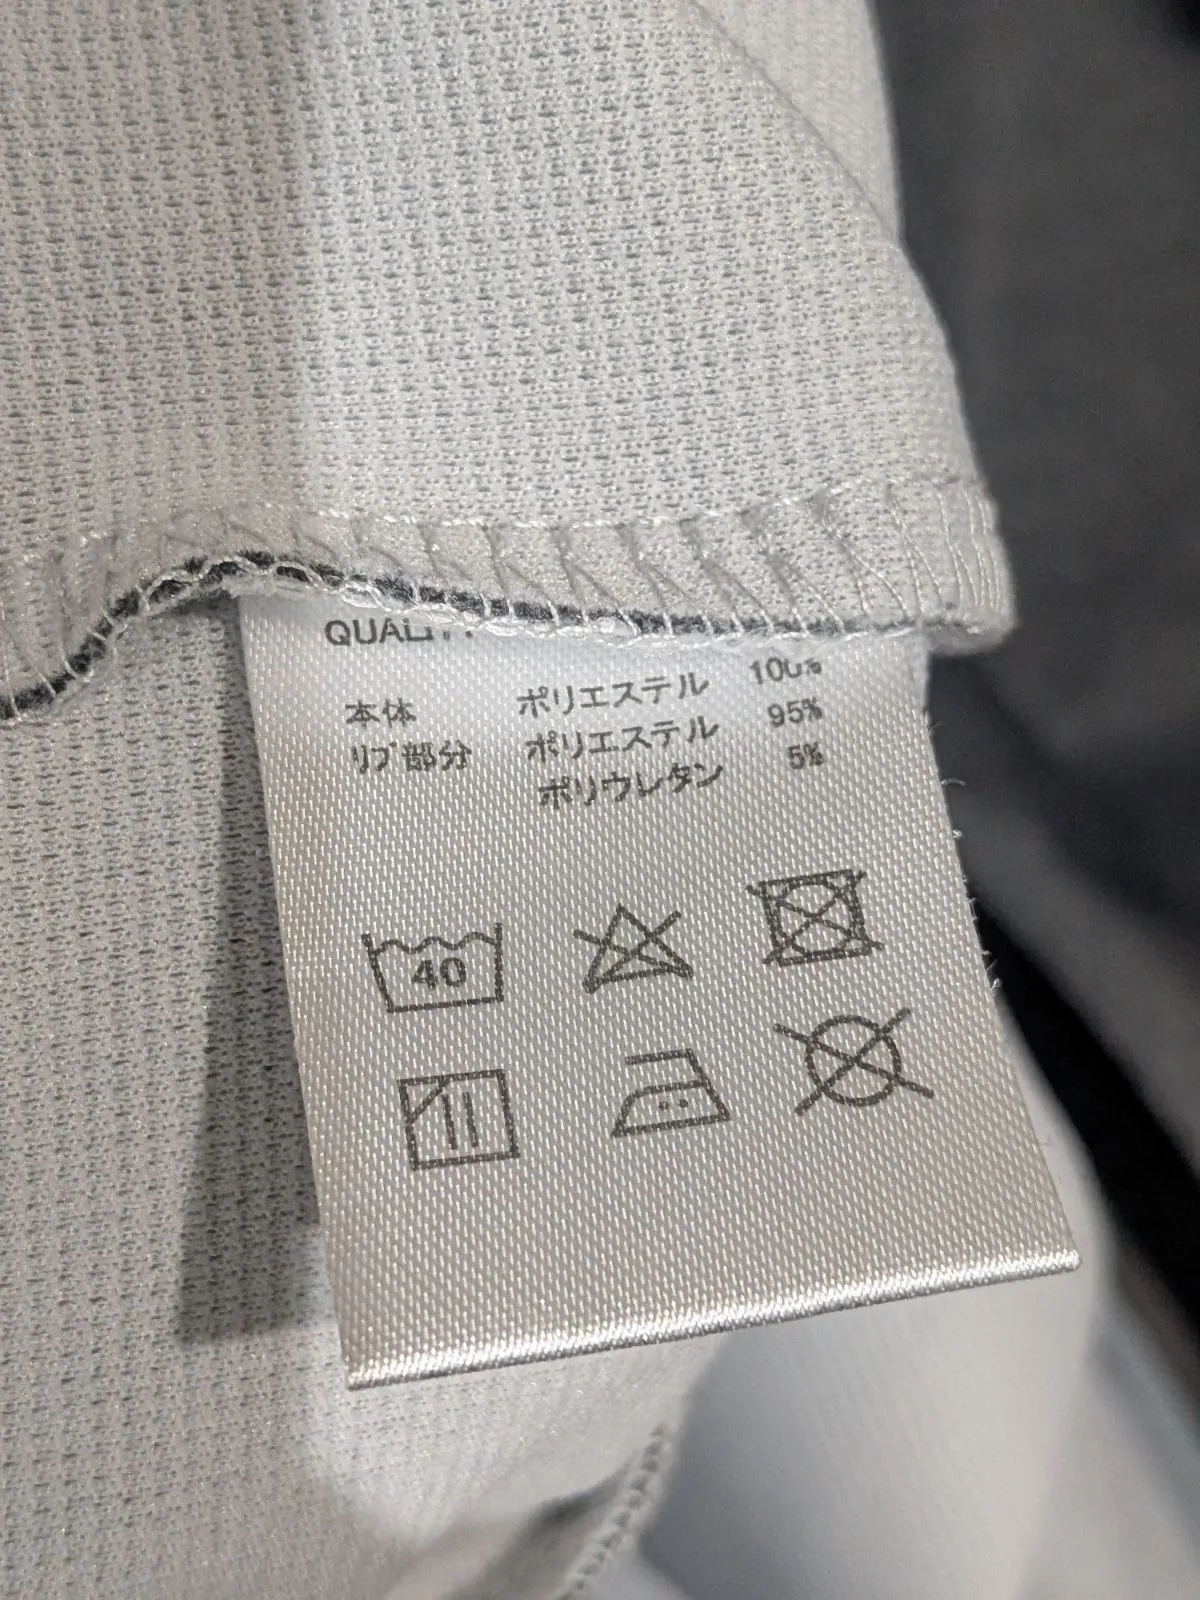 QUALITY
本体 ポリエステル 100%
リブ部分 ポリエステル 95%
ポリウレタン 5%
40